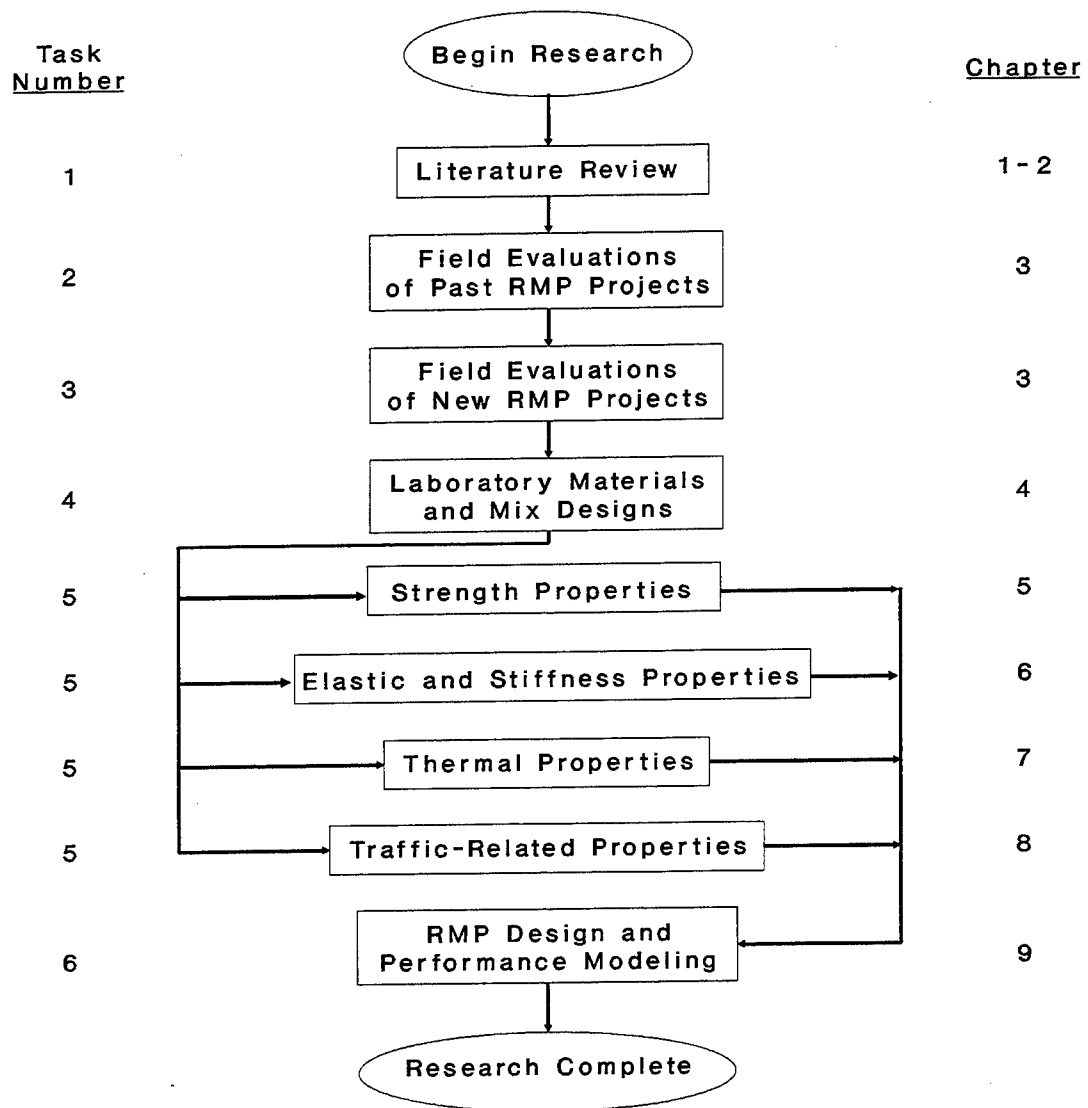 Task
Number
Begin Research
Chapter
1
Literature Review
1-2
2
Field Evaluations
of Past RMP Projects
3
3
Field Evaluations
of New RMP Projects
3
4
Laboratory Materials
and Mix Designs
4
5
Strength Properties
5
5
Elastic and Stiffness Properties
6
5
Thermal Properties
7
5
Traffic-Related Properties
8
6
RMP Design and
Performance Modeling
9
Research Complete